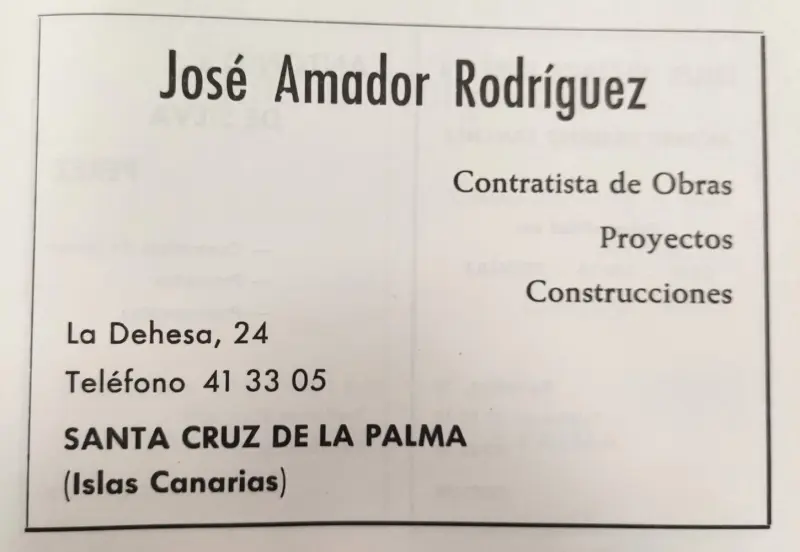 José Amador Rodríguez
Contratista de Obras
Proyectos
Construcciones
La Dehesa, 24
Teléfono 41 33 05
SANTA CRUZ DE LA PALMA
(Islas Canarias)